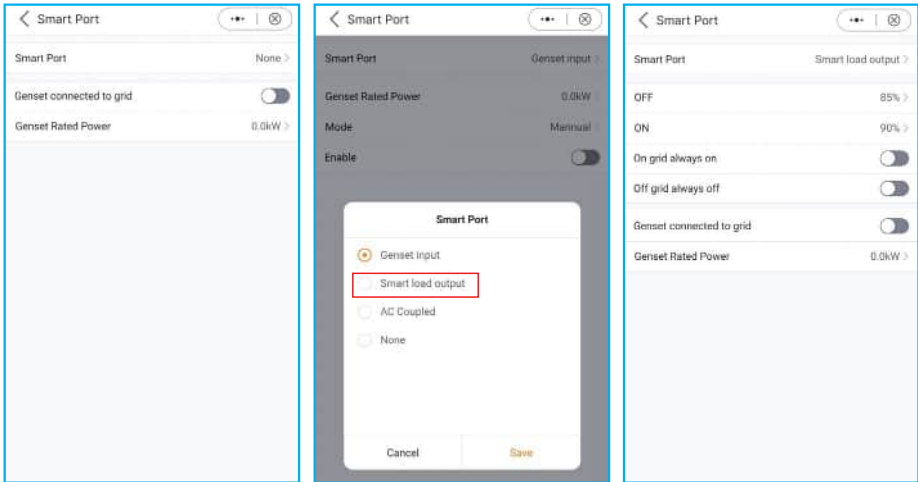 Smart Port
Smart Port None
Genset connected to grid
Genset Rated Power 0.0kW
Smart Port
Smart Port Genset input
Genset Rated Power 0.0kW
Mode Mannual
Enable
Smart Port
Genset input
Smart load output
AC Coupled
None
Cancel Save
Smart Port
Smart Port Smart load output
OFF 85%
ON 90%
On grid always on
Off grid always off
Genset connected to grid
Genset Rated Power 0.0kW